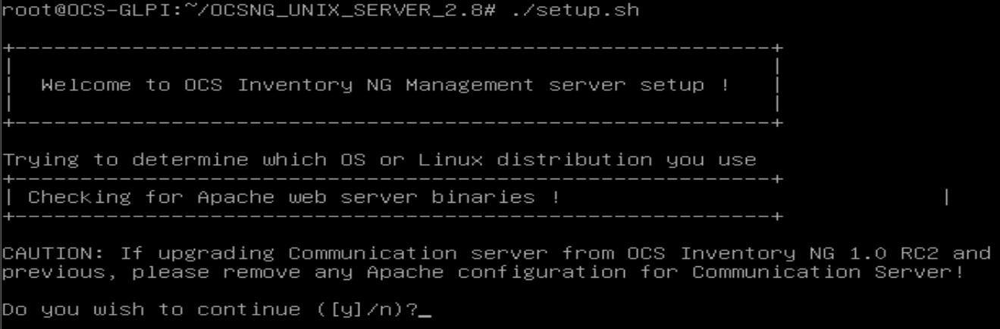 root@OCS-GLPI:~/OCSNG_UNIX_SERVER_2.8# ./setup.sh
+----------------------------------------------------------+
|                                                          |
|  Welcome to OCS Inventory NG Management server setup !   |
|                                                          |
+----------------------------------------------------------+
Trying to determine which OS or Linux distribution you use
+----------------------------------------------------------+
| Checking for Apache web server binaries !                             |
+----------------------------------------------------------+
CAUTION: If upgrading Communication server from OCS Inventory NG 1.0 RC2 and
previous, please remove any Apache configuration for Communication Server!
Do you wish to continue ([y]/n)?_